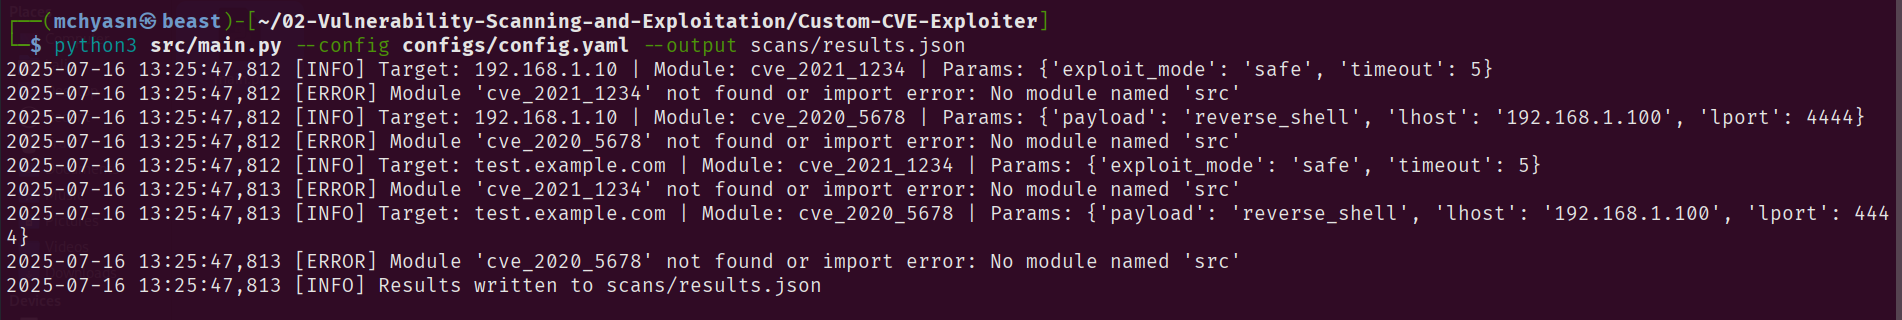 ┌──(mchyasn㉿beast)-[~/02-Vulnerability-Scanning-and-Exploitation/Custom-CVE-Exploiter]
└─$ python3 src/main.py --config configs/config.yaml --output scans/results.json
2025-07-16 13:25:47,812 [INFO] Target: 192.168.1.10 | Module: cve_2021_1234 | Params: {'exploit_mode': 'safe', 'timeout': 5}
2025-07-16 13:25:47,812 [ERROR] Module 'cve_2021_1234' not found or import error: No module named 'src'
2025-07-16 13:25:47,812 [INFO] Target: 192.168.1.10 | Module: cve_2020_5678 | Params: {'payload': 'reverse_shell', 'lhost': '192.168.1.100', 'lport': 4444}
2025-07-16 13:25:47,812 [ERROR] Module 'cve_2020_5678' not found or import error: No module named 'src'
2025-07-16 13:25:47,812 [INFO] Target: test.example.com | Module: cve_2021_1234 | Params: {'exploit_mode': 'safe', 'timeout': 5}
2025-07-16 13:25:47,813 [ERROR] Module 'cve_2021_1234' not found or import error: No module named 'src'
2025-07-16 13:25:47,813 [INFO] Target: test.example.com | Module: cve_2020_5678 | Params: {'payload': 'reverse_shell', 'lhost': '192.168.1.100', 'lport': 444
4}
2025-07-16 13:25:47,813 [ERROR] Module 'cve_2020_5678' not found or import error: No module named 'src'
2025-07-16 13:25:47,813 [INFO] Results written to scans/results.json